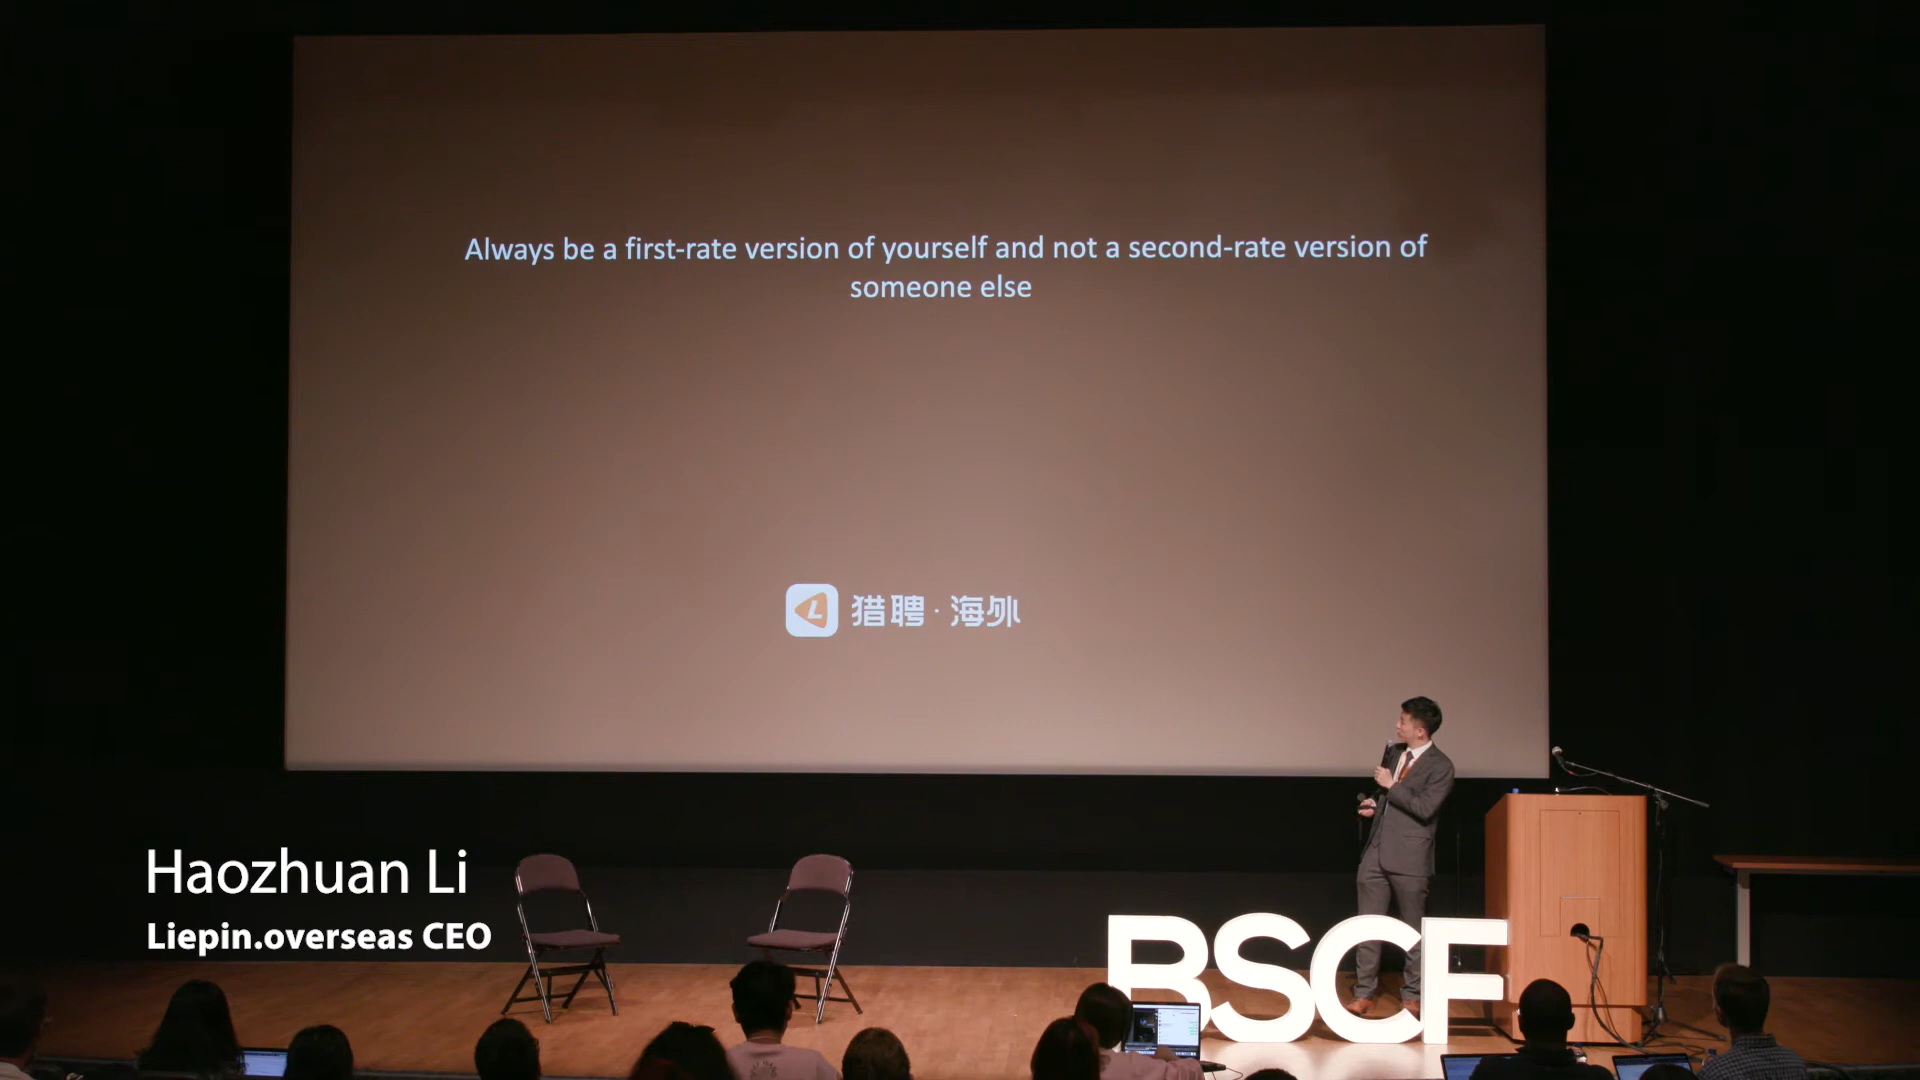 Always be a first-rate version of yourself and not a second-rate version of
someone else
L
猎聘·海外
Haozhuan Li
Liepin.overseas CEO
BSCF